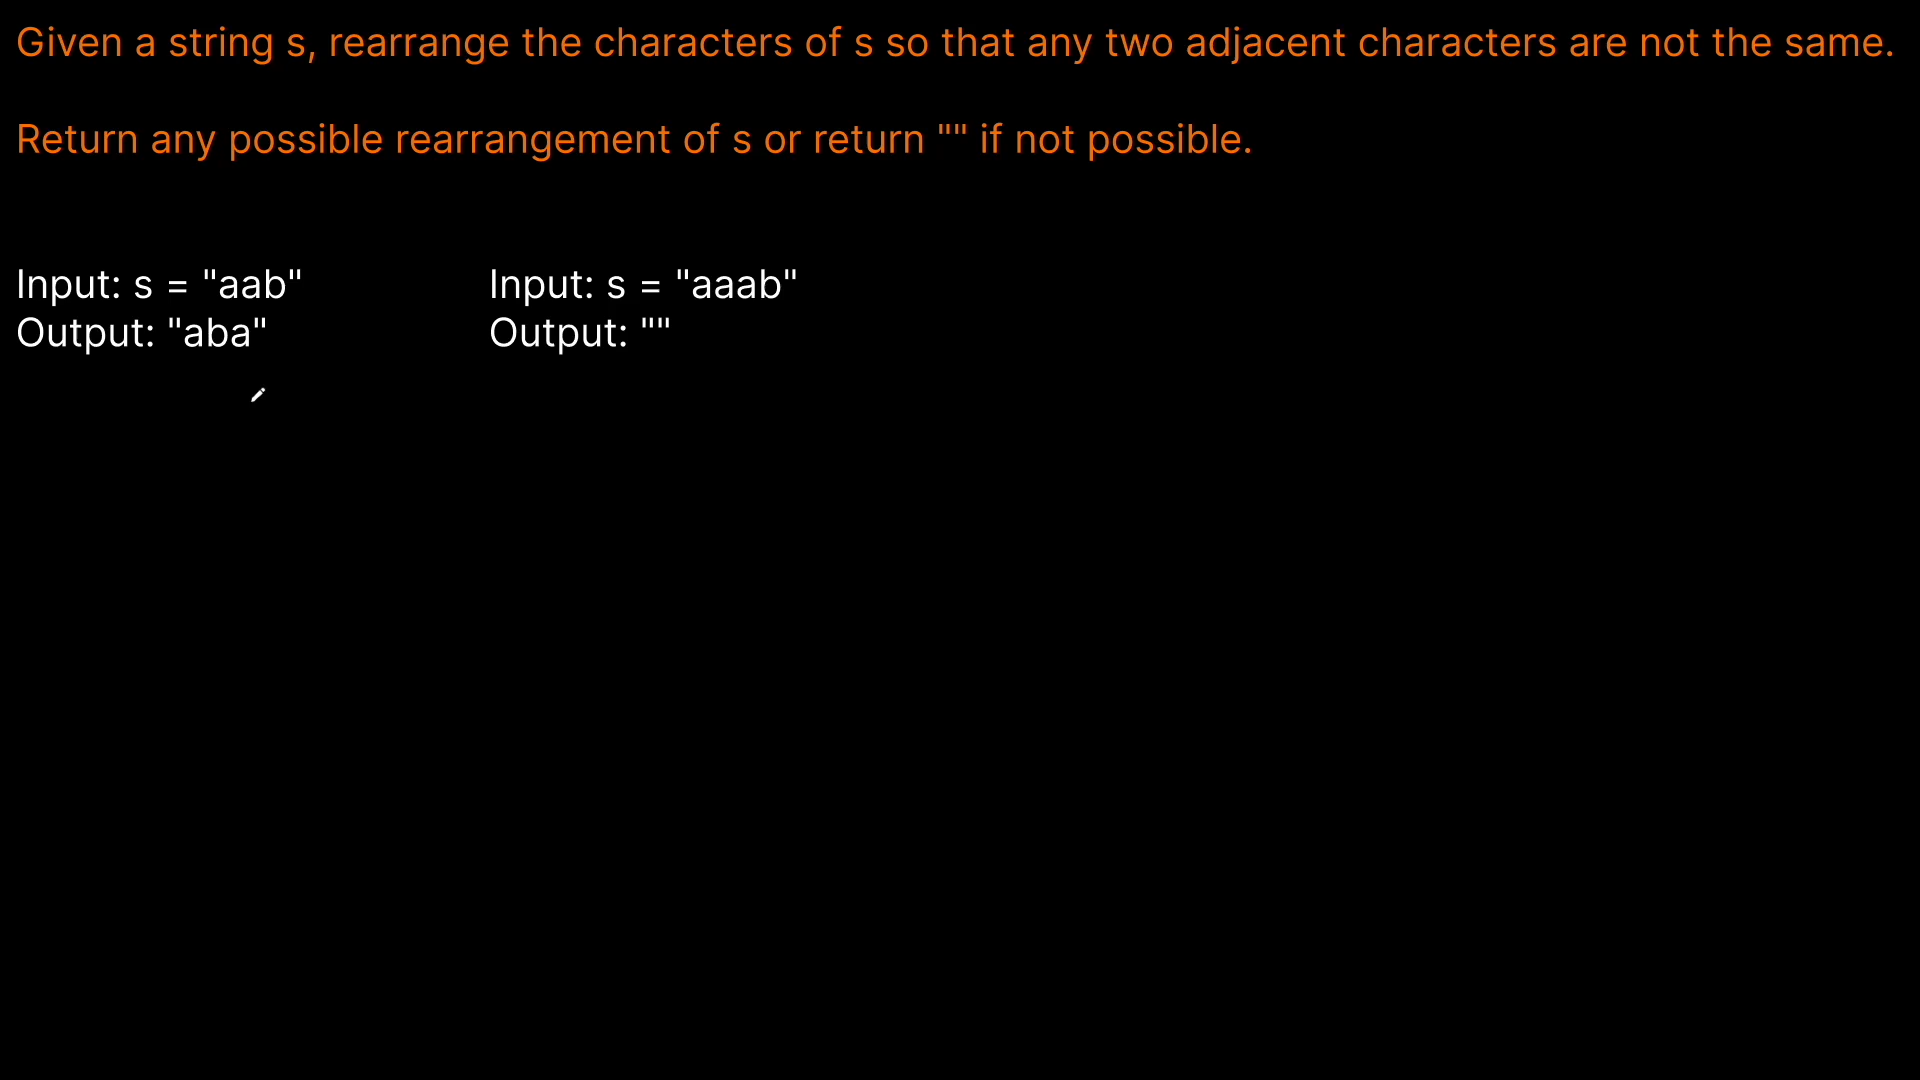 Given a string s, rearrange the characters of s so that any two adjacent characters are not the same.
Return any possible rearrangement of s or return "" if not possible.
Input: s = "aab"
Output: "aba"
Input: s = "aaab"
Output: ""